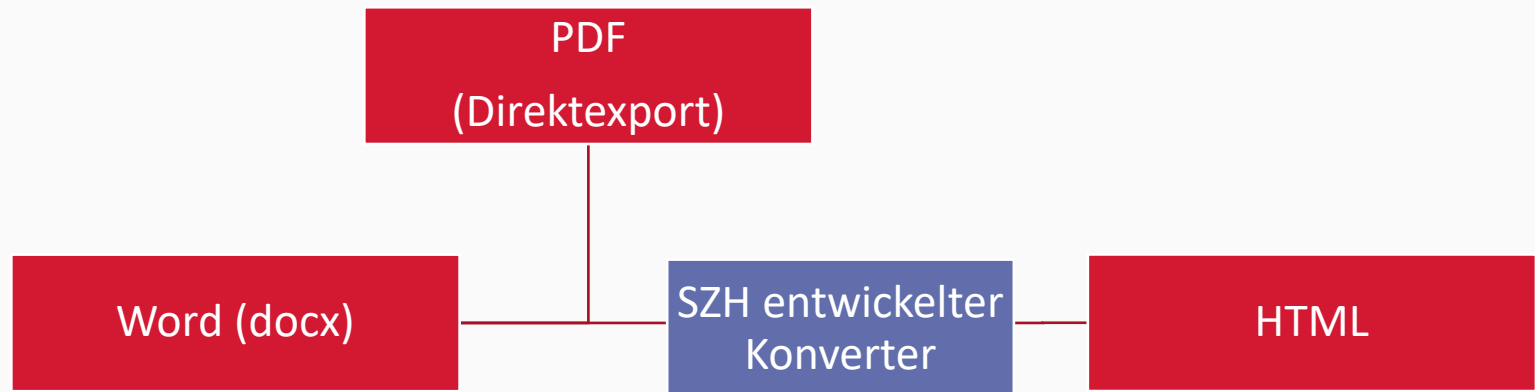 PDF
(Direktexport)
Word (docx)
SZH entwickelter
Konverter
HTML